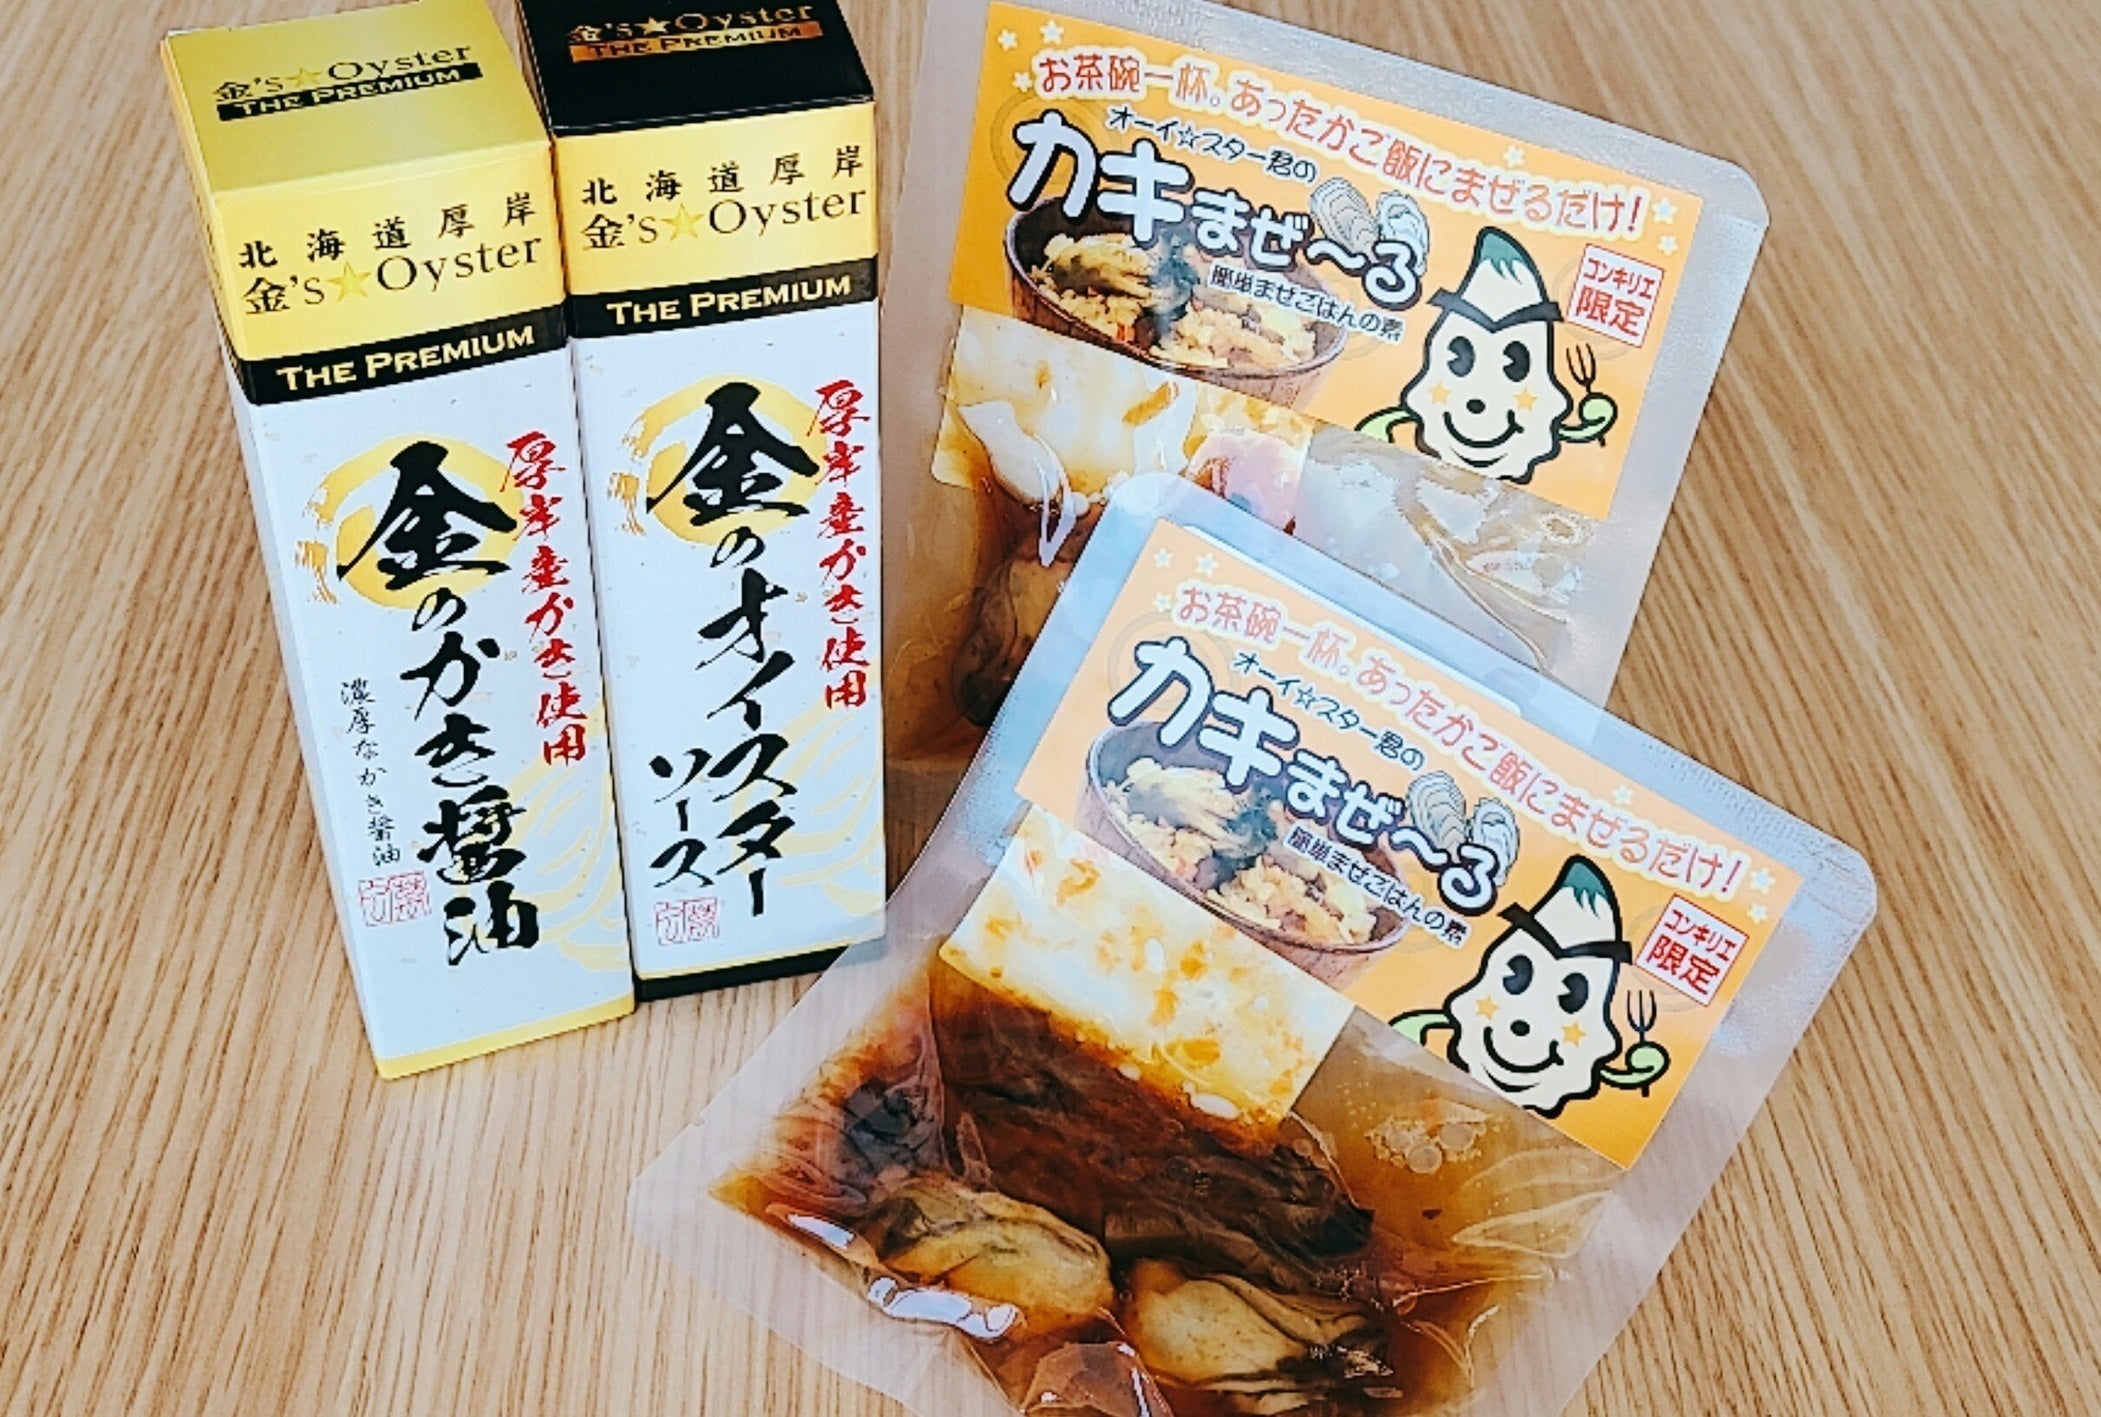 金's★Oyster
THE PREMIUM
北海道厚岸
金's★Oyster
THE PREMIUM
厚岸産かき使用
金のかき醤油
濃厚なかき醤油
金's★Oyster
THE PREMIUM
北海道厚岸
金's★Oyster
THE PREMIUM
厚岸産かき使用
金のオイスター
ソース
お茶碗一杯。あったかご飯にまぜるだけ!
オーイ☆スター君の
カキまぜ〜る
簡単まぜごはんの素
コンキリエ
限定
お茶碗一杯。あったかご飯にまぜるだけ!
オーイ☆スター君の
カキまぜ〜る
簡単まぜごはんの素
コンキリエ
限定